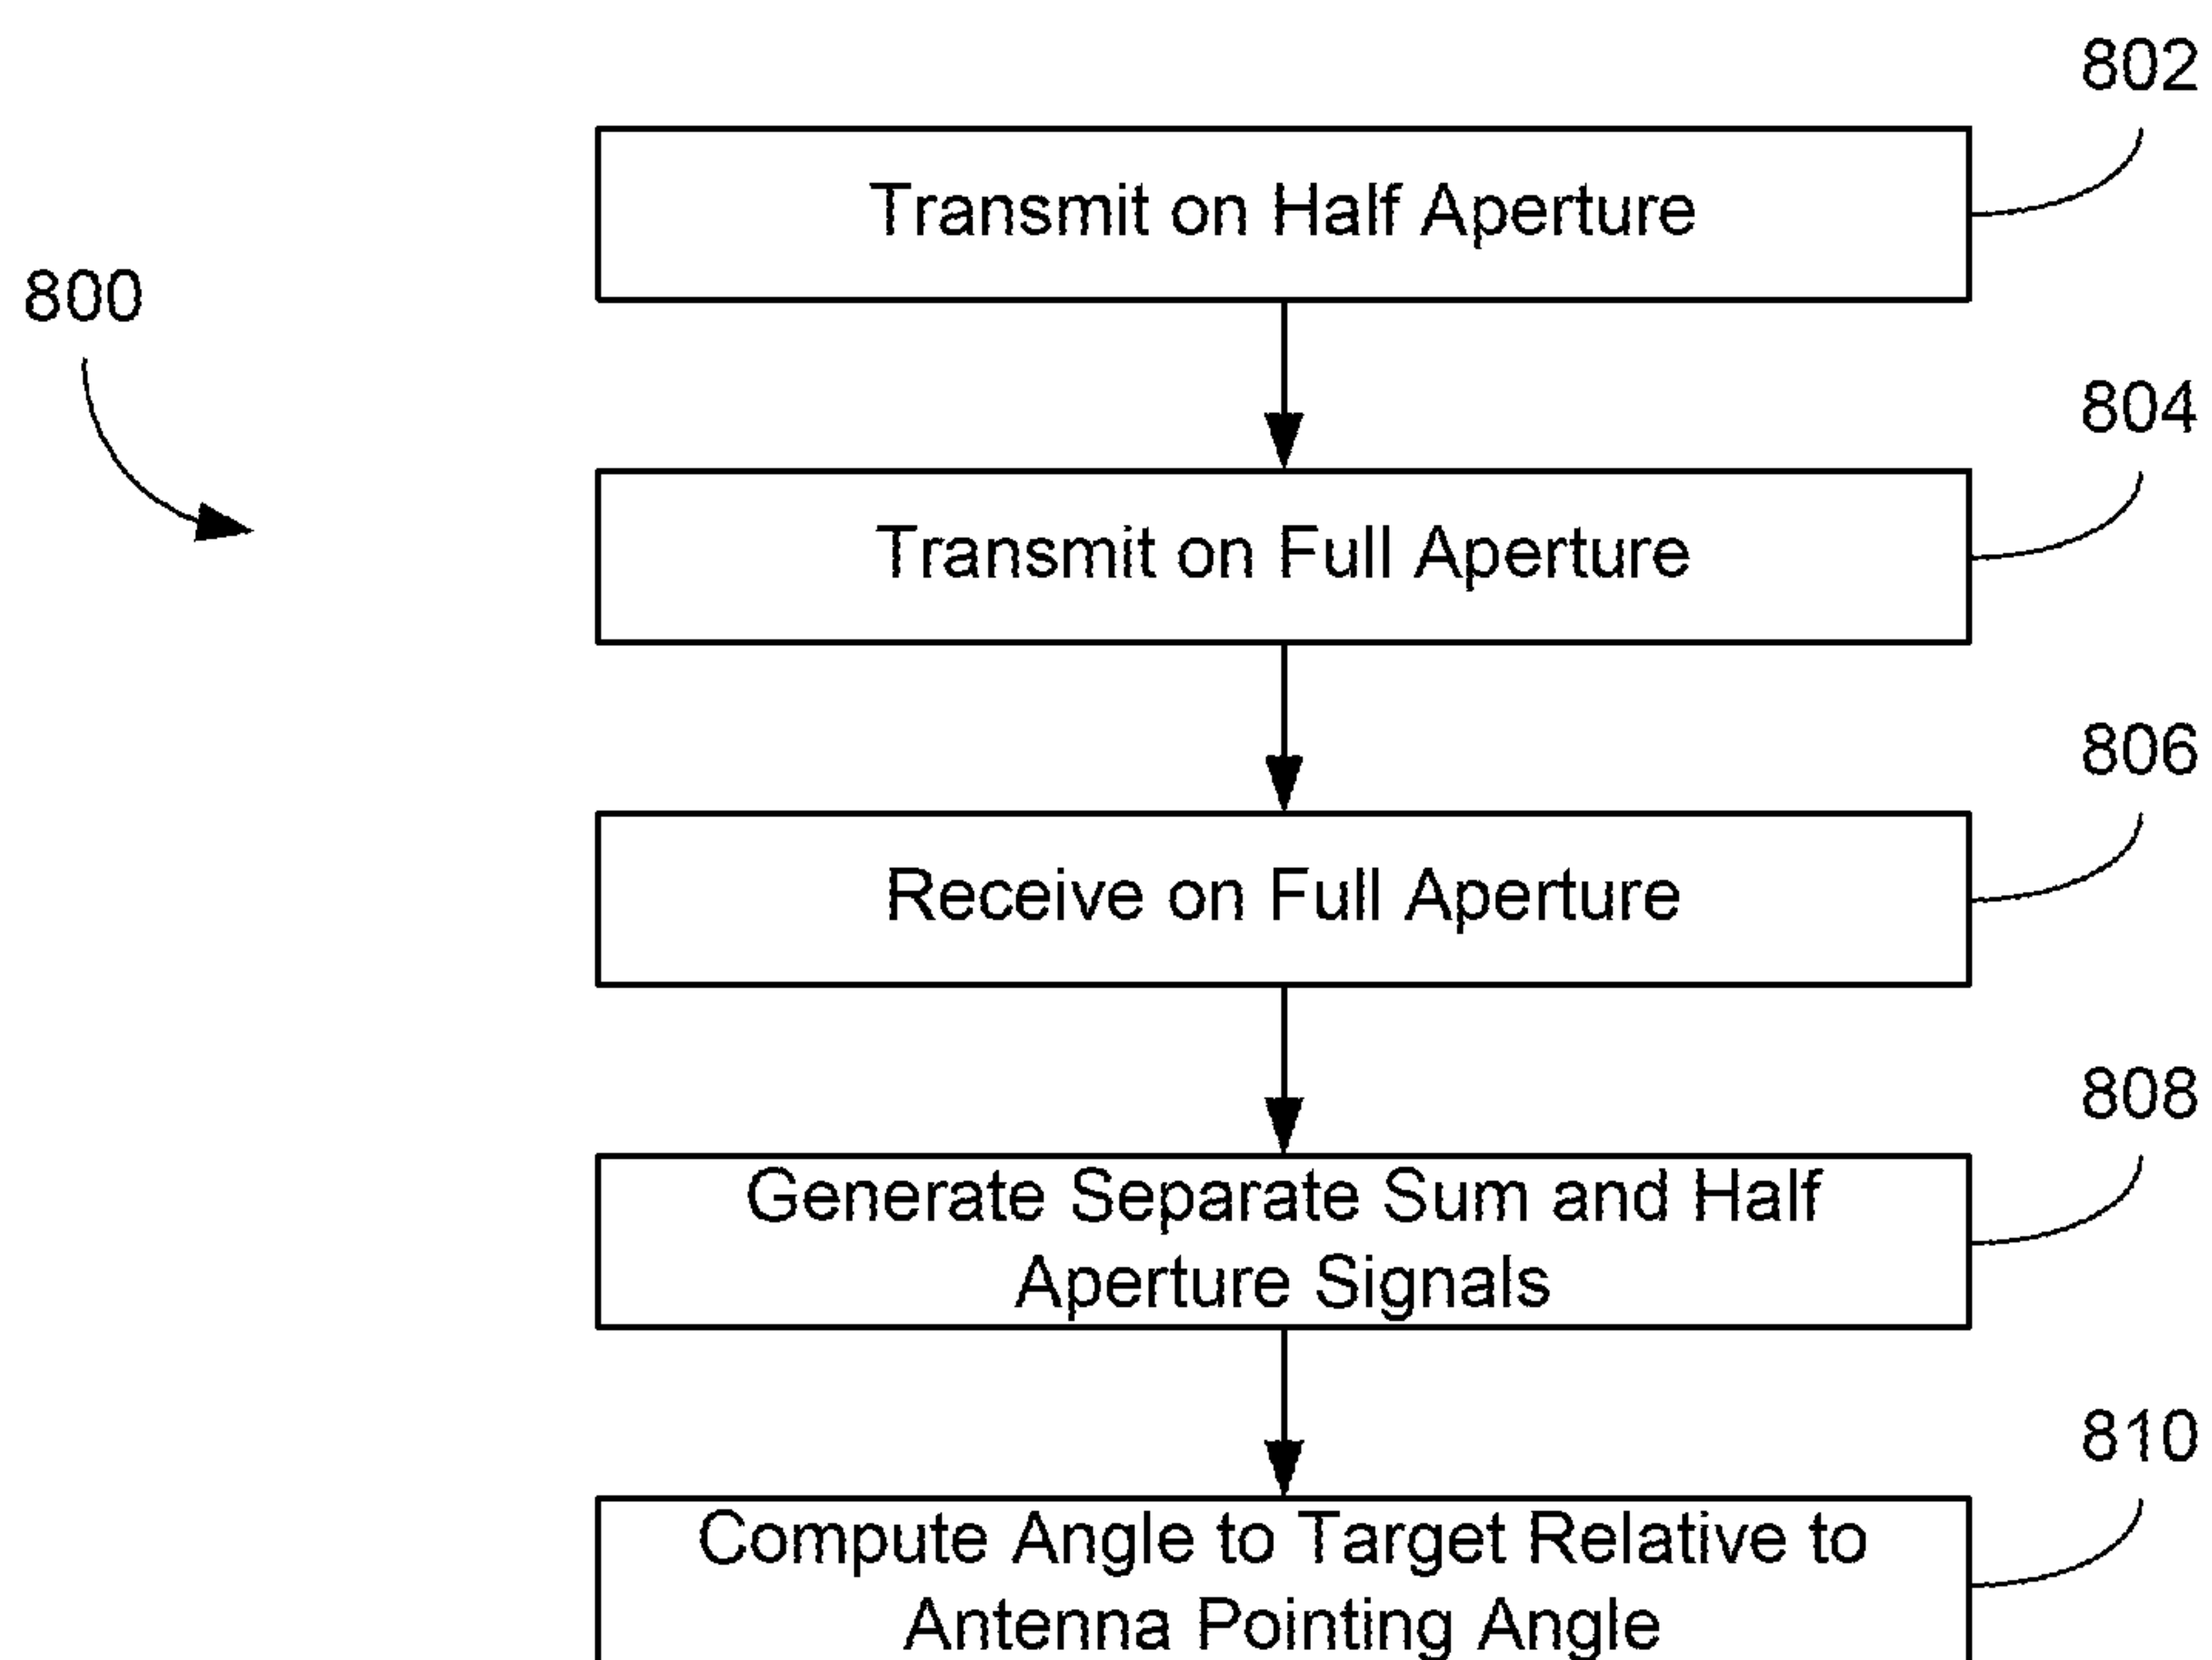 802
Transmit on Half Aperture
800
804
Transmit on Full Aperture
806
Receive on Full Aperture
808
Generate Separate Sum and Half
Aperture Signals
810
Compute Angle to Target Relative to
Antenna Pointing Angle